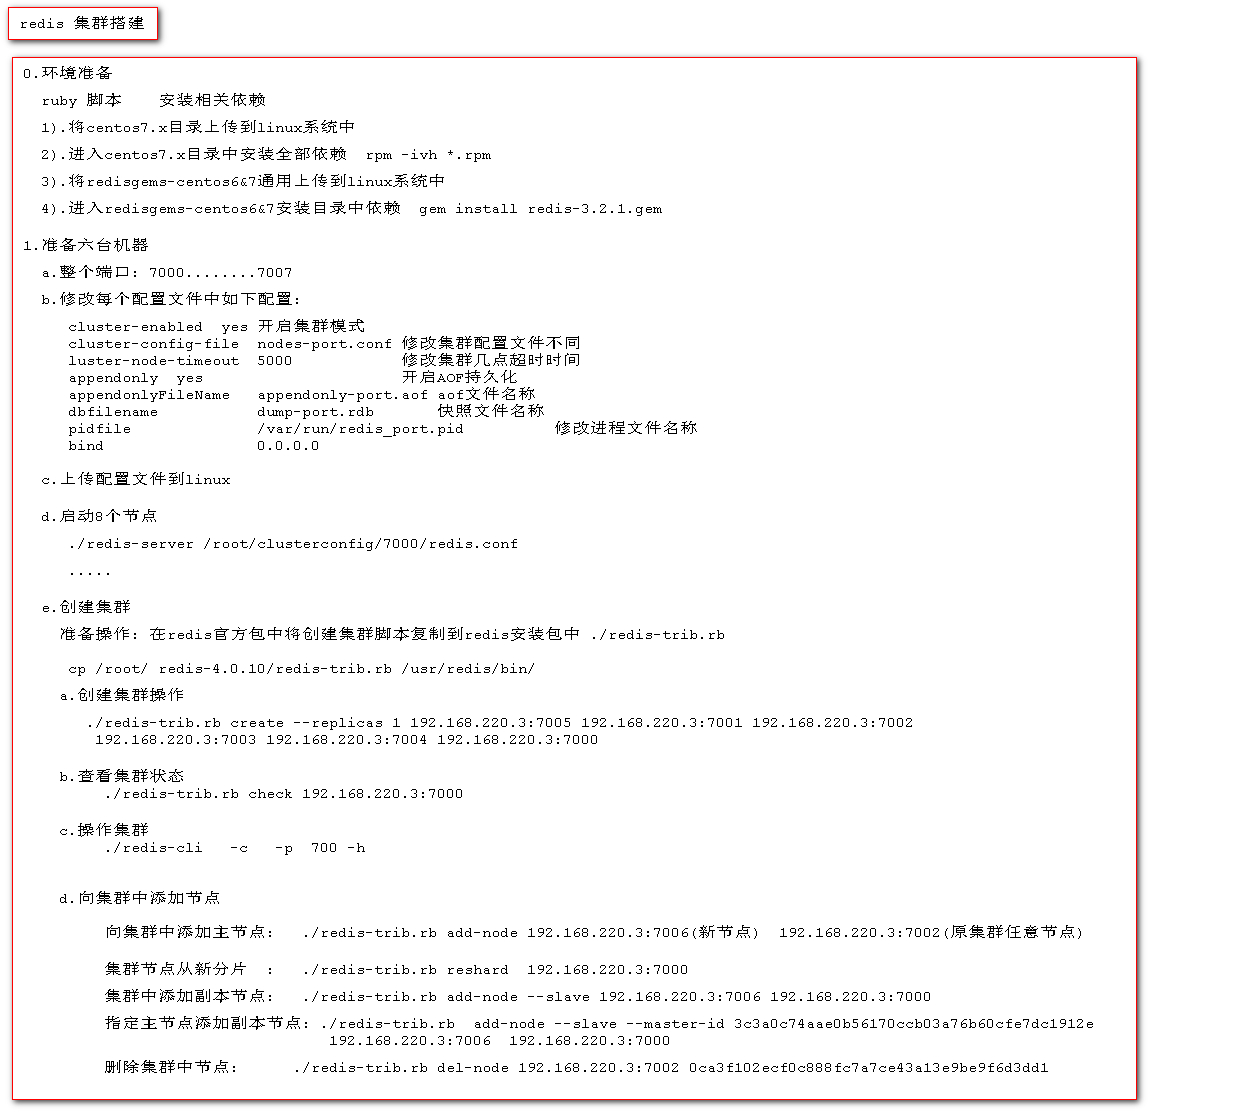 redis 集群搭建
0.环境准备
ruby 脚本    安装相关依赖
1).将centos7.x目录上传到linux系统中
2).进入centos7.x目录中安装全部依赖  rpm -ivh *.rpm
3).将redisgems-centos6&7通用上传到linux系统中
4).进入redisgems-centos6&7安装目录中依赖  gem install redis-3.2.1.gem
1.准备六台机器
a.整个端口: 7000........7007
b.修改每个配置文件中如下配置:
cluster-enabled  yes 开启集群模式
cluster-config-file  nodes-port.conf 修改集群配置文件不同
luster-node-timeout  5000            修改集群几点超时时间
appendonly  yes                      开启AOF持久化
appendonlyFileName   appendonly-port.aof aof文件名称
dbfilename           dump-port.rdb       快照文件名称
pidfile              /var/run/redis_port.pid          修改进程文件名称
bind                 0.0.0.0
c.上传配置文件到linux
d.启动8个节点
./redis-server /root/clusterconfig/7000/redis.conf
.....
e.创建集群
准备操作: 在redis官方包中将创建集群脚本复制到redis安装包中 ./redis-trib.rb
cp /root/ redis-4.0.10/redis-trib.rb /usr/redis/bin/
a.创建集群操作
./redis-trib.rb create --replicas 1 192.168.220.3:7005 192.168.220.3:7001 192.168.220.3:7002
192.168.220.3:7003 192.168.220.3:7004 192.168.220.3:7000
b.查看集群状态
./redis-trib.rb check 192.168.220.3:7000
c.操作集群
./redis-cli   -c   -p  700 -h
d.向集群中添加节点
向集群中添加主节点:   ./redis-trib.rb add-node 192.168.220.3:7006(新节点)  192.168.220.3:7002(原集群任意节点)
集群节点从新分片  :   ./redis-trib.rb reshard  192.168.220.3:7000
集群中添加副本节点:   ./redis-trib.rb add-node --slave 192.168.220.3:7006 192.168.220.3:7000
指定主节点添加副本节点: ./redis-trib.rb  add-node --slave --master-id 3c3a0c74aae0b56170ccb03a76b60cfe7dc1912e
192.168.220.3:7006  192.168.220.3:7000
删除集群中节点:      ./redis-trib.rb del-node 192.168.220.3:7002 0ca3f102ecf0c888fc7a7ce43a13e9be9f6d3dd1